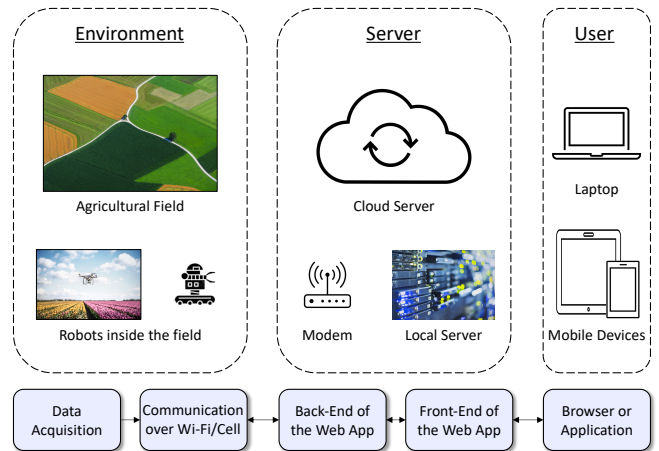 Environment
Server
User
Agricultural Field
Cloud Server
Laptop
Robots inside the field
Modem
Local Server
Mobile Devices
Data
Acquisition
Communication
over Wi-Fi/Cell
Back-End of
the Web App
Front-End of
the Web App
Browser or
Application